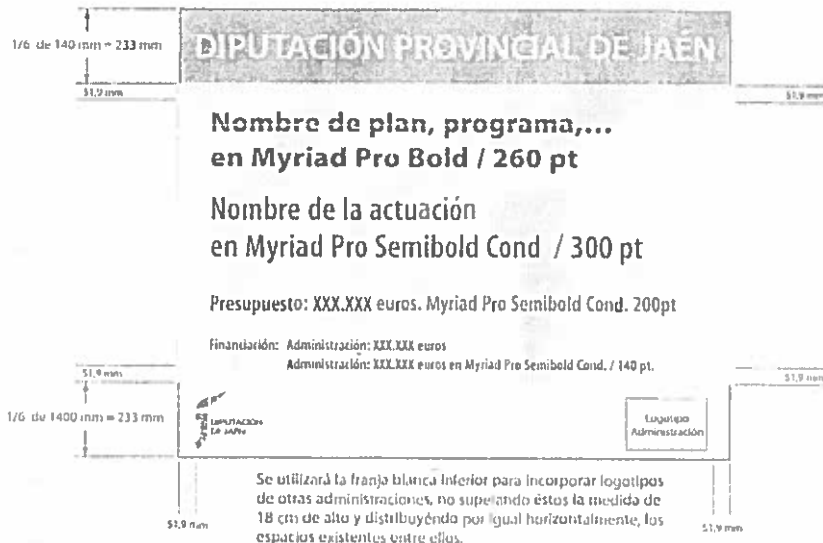 1/6 de 140 mm = 233 mm
DIPUTACIÓN PROVINCIAL DE JAÉN
51,9 mm
51,9 mm
Nombre de plan, programa,...
en Myriad Pro Bold / 260 pt
Nombre de la actuación
en Myriad Pro Semibold Cond / 300 pt
Presupuesto: XXX.XXX euros. Myriad Pro Semibold Cond. 200pt
Financiación: Administración: XXX.XXX euros
Administración: XXX.XXX euros en Myriad Pro Semibold Cond. / 140 pt.
51,9 mm
51,9 mm
1/6 de 1400 mm = 233 mm
DIPUTACIÓN
DE JAÉN
Logotipo
Administración
Se utilizará la franja blanca inferior para incorporar logotipos
de otras administraciones, no superando éstos la medida de
18 cm de alto y distribuyéndo por igual horizontalmente, los
espacios existentes entre ellos.
51,9 mm
51,9 mm